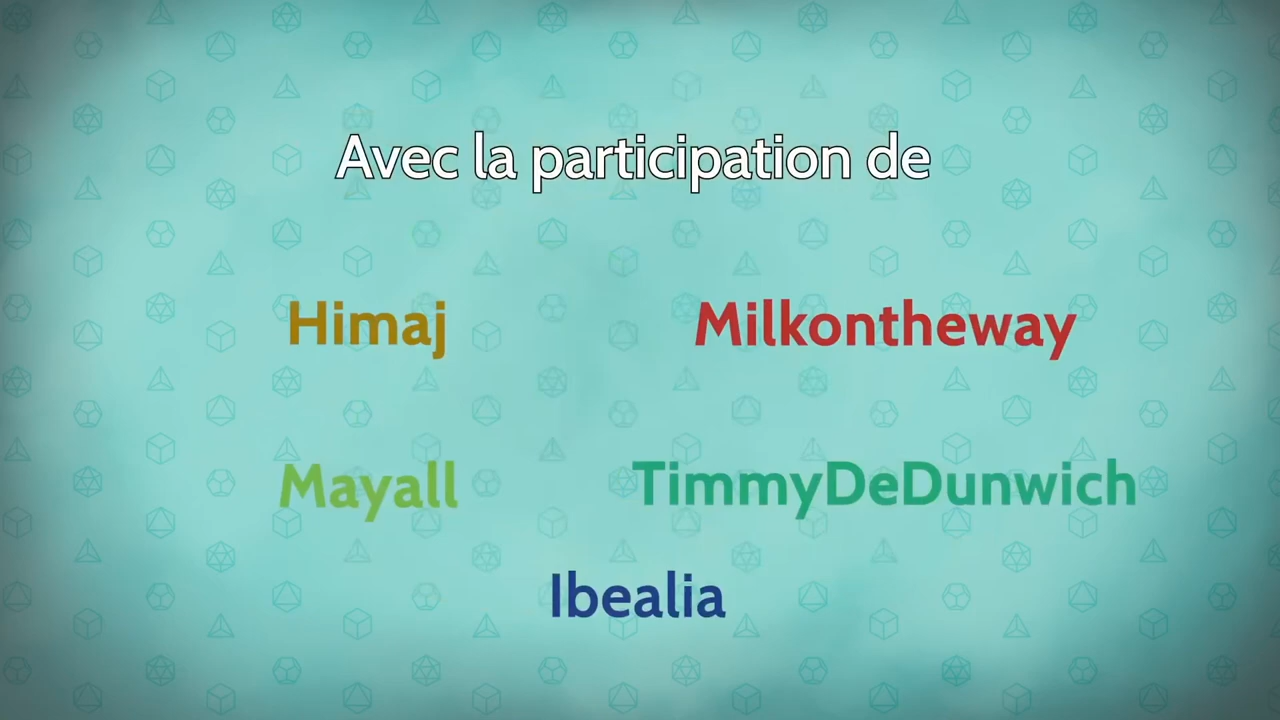 Avec la participation de
Himaj
Milkontheway
Mayall
TimmyDeDunwich
Ibealia